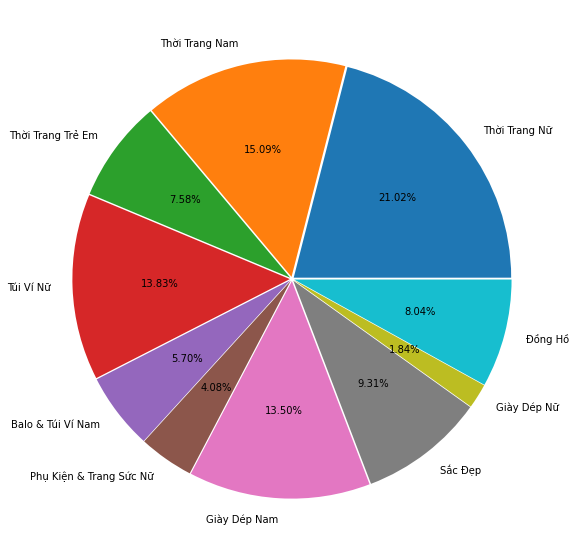 Thời Trang Nam
Thời Trang Nữ
Thời Trang Trẻ Em
15.09%
21.02%
7.58%
13.83%
Túi Ví Nữ
8.04%
Đồng Hồ
1.84%
5.70%
9.31%
4.08%
13.50%
Giày Dép Nữ
Balo & Túi Ví Nam
Sắc Đẹp
Phụ Kiện & Trang Sức Nữ
Giày Dép Nam